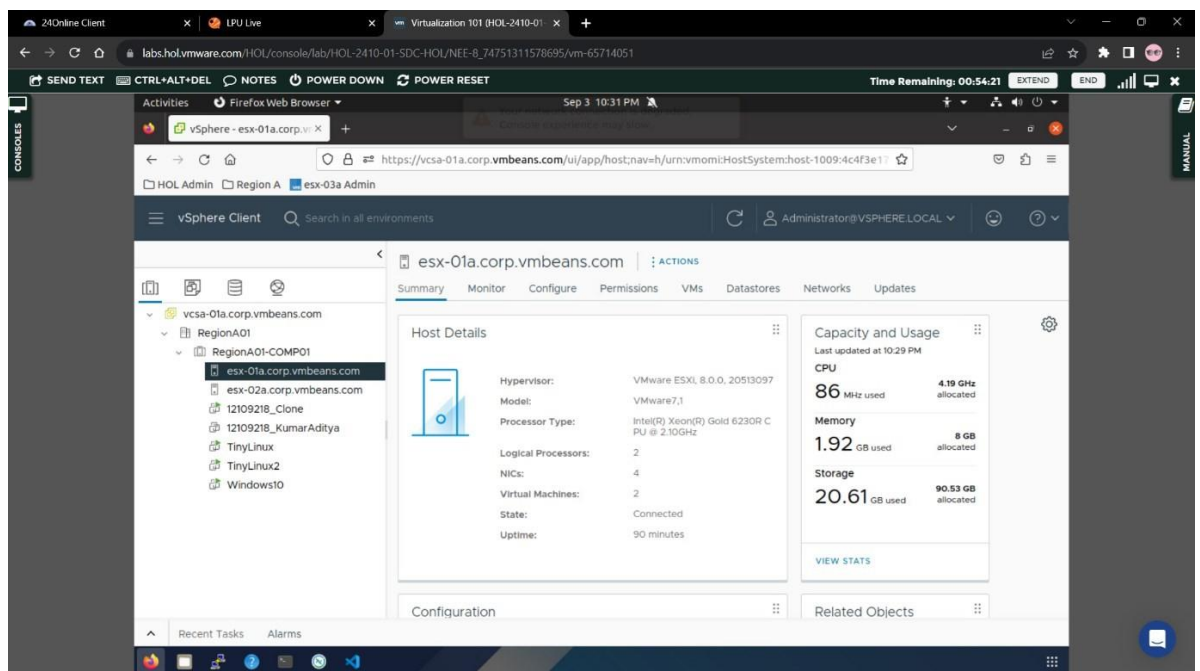 24Online Client
LPU Live
Virtualization 101 (HOL-2410-01-
labs.hol.vmware.com/HOL/console/lab/HOL-2410-01-SDC-HOL/NEE-8_74751311578695/vm-65714051
SEND TEXT CTRL+ALT+DEL NOTES POWER DOWN POWER RESET Time Remaining: 00:54:21 EXTEND END
CONSOLES
MANUAL
Activities Firefox Web Browser Sep 3 10:31 PM
vSphere - esx-01a.corp.v
https://vcsa-01a.corp.vmbeans.com/ui/app/host;nav=h/urn:vmomi:HostSystem:host-1009:4c4f3e17
HOL Admin Region A esx-03a Admin
vSphere Client Search in all environments Administrator@VSPHERE.LOCAL
esx-01a.corp.vmbeans.com ACTIONS
Summary Monitor Configure Permissions VMs Datastores Networks Updates
vcsa-01a.corp.vmbeans.com
RegionA01
RegionA01-COMP01
esx-01a.corp.vmbeans.com
esx-02a.corp.vmbeans.com
12109218_Clone
12109218_KumarAditya
TinyLinux
TinyLinux2
Windows10
Host Details
Hypervisor: VMware ESXi, 8.0.0, 20513097
Model: VMware7,1
Processor Type: Intel(R) Xeon(R) Gold 6230R C
PU @ 2.10GHz
Logical Processors: 2
NICs: 4
Virtual Machines: 2
State: Connected
Uptime: 90 minutes
Capacity and Usage
Last updated at 10:29 PM
CPU
86 MHz used 4.19 GHz allocated
Memory
1.92 GB used 8 GB allocated
Storage
20.61 GB used 90.53 GB allocated
VIEW STATS
Configuration
Related Objects
Recent Tasks Alarms